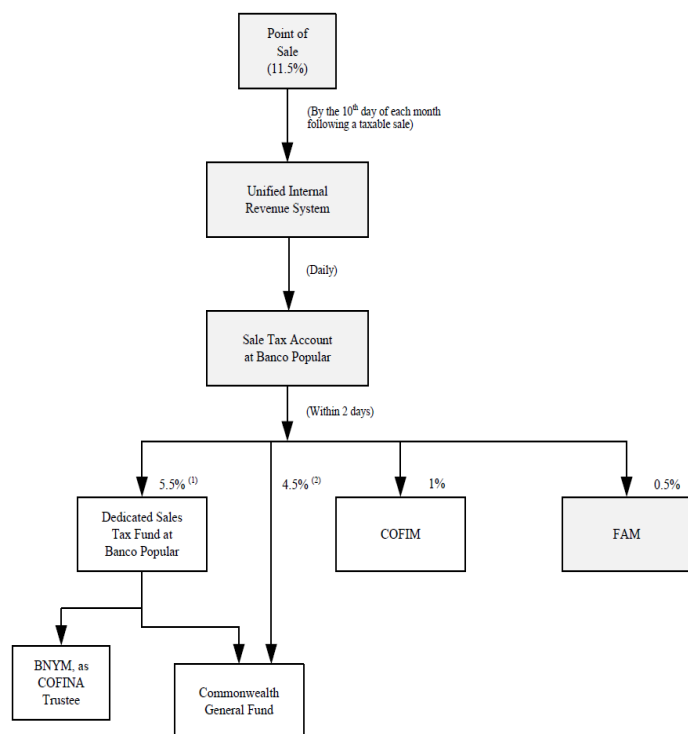 Point of
Sale
(11.5%)
(By the 10th day of each month
following a taxable sale)
Unified Internal
Revenue System
(Daily)
Sale Tax Account
at Banco Popular
(Within 2 days)
5.5% (1)
4.5% (2)
1%
0.5%
Dedicated Sales
Tax Fund at
Banco Popular
COFIM
FAM
BNYM, as
COFINA
Trustee
Commonwealth
General Fund